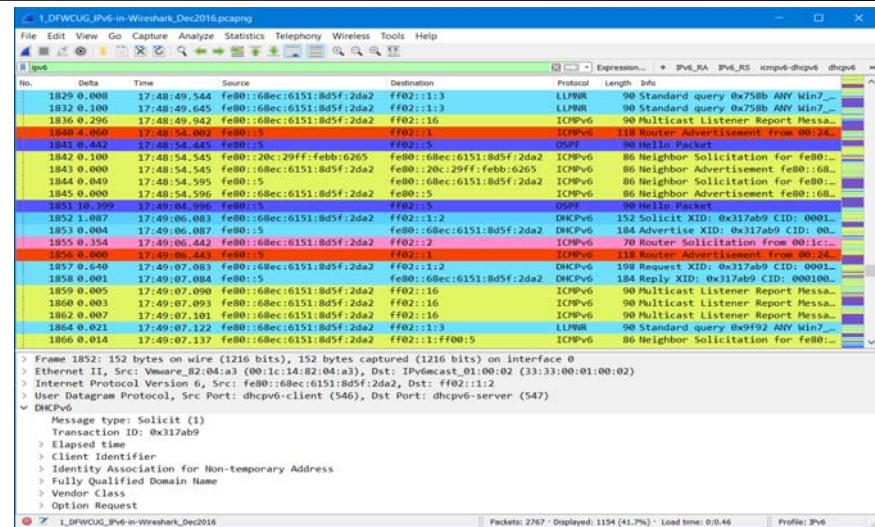 1_DFWCUG_IPv6-in-Wireshark_Dec2016.pcapng
File Edit View Go Capture Analyze Statistics Telephony Wireless Tools Help
ipv6 Expression... + IPv6_RA IPv6_RS icmpv6-dhcpv6 dhcpv6
No. Delta Time Source Destination Protocol Length Info
1829 0.008 17:48:49.544 fe80::68ec:6151:8d5f:2da2 ff02::1:3 LLMNR 90 Standard query 0x758b ANY Win7_…
1832 0.100 17:48:49.645 fe80::68ec:6151:8d5f:2da2 ff02::1:3 LLMNR 90 Standard query 0x758b ANY Win7_…
1836 0.296 17:48:49.942 fe80::68ec:6151:8d5f:2da2 ff02::16 ICMPv6 90 Multicast Listener Report Messa…
1840 4.060 17:48:54.002 fe80::5 ff02::1 ICMPv6 118 Router Advertisement from 00:24…
1841 0.442 17:48:54.445 fe80::5 ff02::5 OSPF 90 Hello Packet
1842 0.100 17:48:54.545 fe80::20c:29ff:febb:6265 fe80::68ec:6151:8d5f:2da2 ICMPv6 86 Neighbor Solicitation for fe80:…
1843 0.000 17:48:54.545 fe80::68ec:6151:8d5f:2da2 fe80::20c:29ff:febb:6265 ICMPv6 86 Neighbor Advertisement fe80::68…
1844 0.049 17:48:54.595 fe80::5 fe80::68ec:6151:8d5f:2da2 ICMPv6 86 Neighbor Solicitation for fe80:…
1845 0.000 17:48:54.596 fe80::68ec:6151:8d5f:2da2 fe80::5 ICMPv6 86 Neighbor Advertisement fe80::68…
1851 10.399 17:49:04.996 fe80::5 ff02::5 OSPF 90 Hello Packet
1852 1.087 17:49:06.083 fe80::68ec:6151:8d5f:2da2 ff02::1:2 DHCPv6 152 Solicit XID: 0x317ab9 CID: 0001…
1853 0.004 17:49:06.087 fe80::5 fe80::68ec:6151:8d5f:2da2 DHCPv6 184 Advertise XID: 0x317ab9 CID: 00…
1855 0.354 17:49:06.442 fe80::68ec:6151:8d5f:2da2 ff02::2 ICMPv6 70 Router Solicitation from 00:1c:…
1856 0.000 17:49:06.443 fe80::5 ff02::1 ICMPv6 118 Router Advertisement from 00:24…
1857 0.640 17:49:07.083 fe80::68ec:6151:8d5f:2da2 ff02::1:2 DHCPv6 198 Request XID: 0x317ab9 CID: 0001…
1858 0.001 17:49:07.084 fe80::5 fe80::68ec:6151:8d5f:2da2 DHCPv6 184 Reply XID: 0x317ab9 CID: 000100…
1859 0.005 17:49:07.090 fe80::68ec:6151:8d5f:2da2 ff02::16 ICMPv6 90 Multicast Listener Report Messa…
1860 0.003 17:49:07.093 fe80::68ec:6151:8d5f:2da2 ff02::16 ICMPv6 90 Multicast Listener Report Messa…
1862 0.007 17:49:07.101 fe80::68ec:6151:8d5f:2da2 ff02::16 ICMPv6 90 Multicast Listener Report Messa…
1864 0.021 17:49:07.122 fe80::68ec:6151:8d5f:2da2 ff02::1:3 LLMNR 90 Standard query 0x9f92 ANY Win7_…
1866 0.014 17:49:07.137 fe80::68ec:6151:8d5f:2da2 ff02::1:ff00:5 ICMPv6 86 Neighbor Solicitation for fe80:…
> Frame 1852: 152 bytes on wire (1216 bits), 152 bytes captured (1216 bits) on interface 0
> Ethernet II, Src: Vmware_82:04:a3 (00:1c:14:82:04:a3), Dst: IPv6mcast_01:00:02 (33:33:00:01:00:02)
> Internet Protocol Version 6, Src: fe80::68ec:6151:8d5f:2da2, Dst: ff02::1:2
> User Datagram Protocol, Src Port: dhcpv6-client (546), Dst Port: dhcpv6-server (547)
DHCPv6
Message type: Solicit (1)
Transaction ID: 0x317ab9
> Elapsed time
> Client Identifier
> Identity Association for Non-temporary Address
> Fully Qualified Domain Name
> Vendor Class
> Option Request
1_DFWCUG_IPv6-in-Wireshark_Dec2016 Packets: 2767 · Displayed: 1154 (41.7%) · Load time: 0:0.46 Profile: IPv6